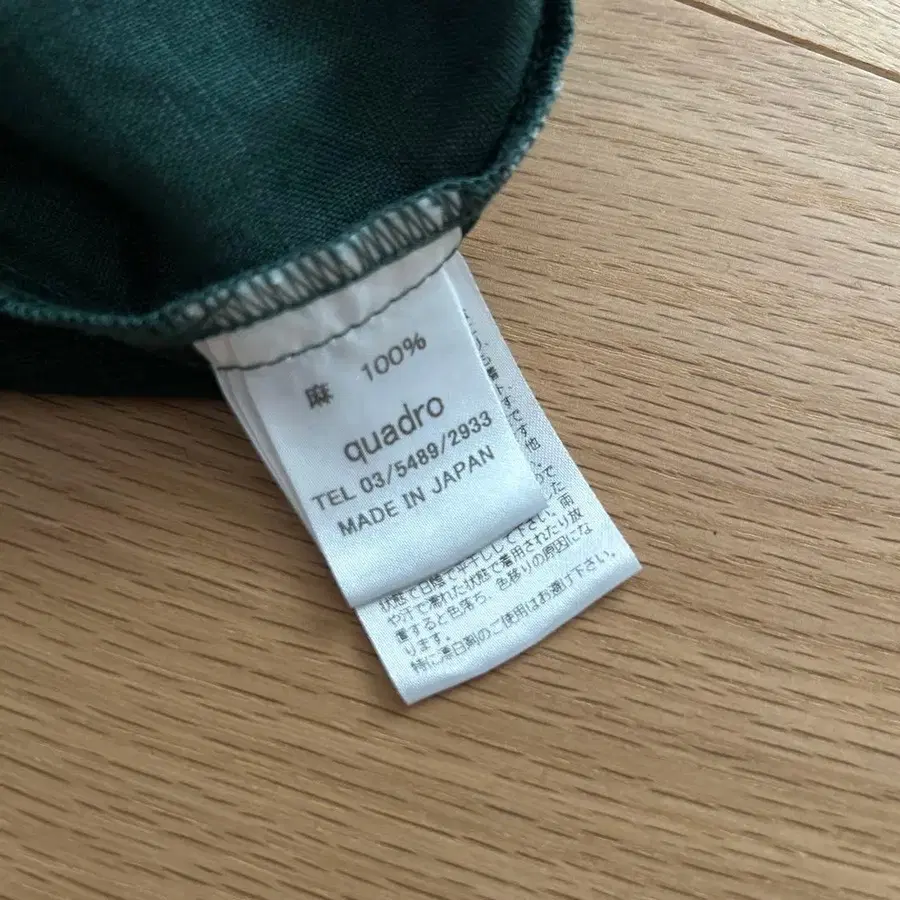 麻 100%
quadro
TEL 03/5489/2933
MADE IN JAPAN
状態で日陰で平干しして下さい。雨
や汗で濡れた状態で着用されたり放
置すると色落ち、色移りの原因にな
ります。
特に漂白剤のご使用はお避け下さい。